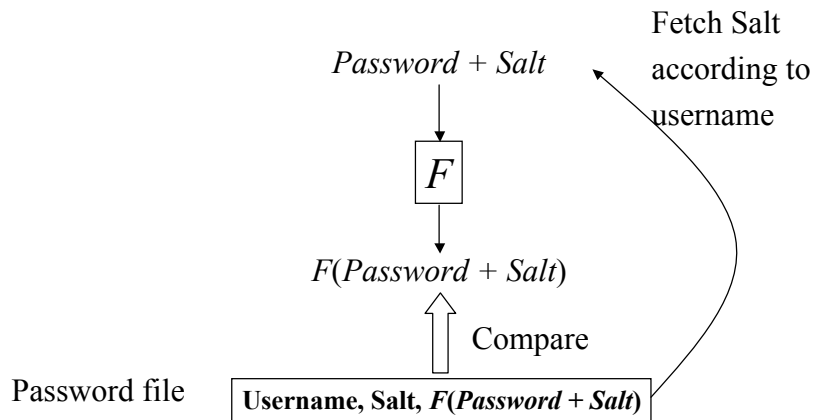 Fetch Salt
according to
username
Password + Salt
F
F(Password + Salt)
Compare
Password file
Username, Salt, F(Password + Salt)